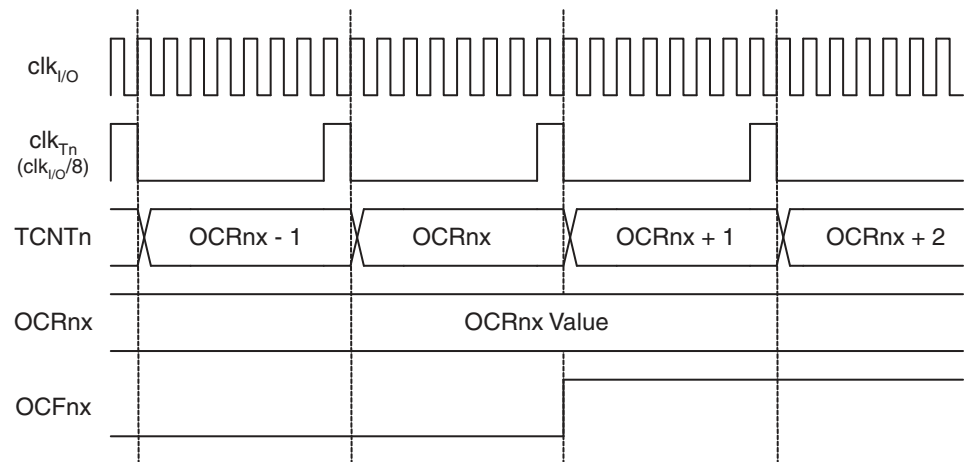 clkI/O
clkTn
(clkI/O/8)
TCNTn OCRnx - 1 OCRnx OCRnx + 1 OCRnx + 2
OCRnx OCRnx Value
OCFnx